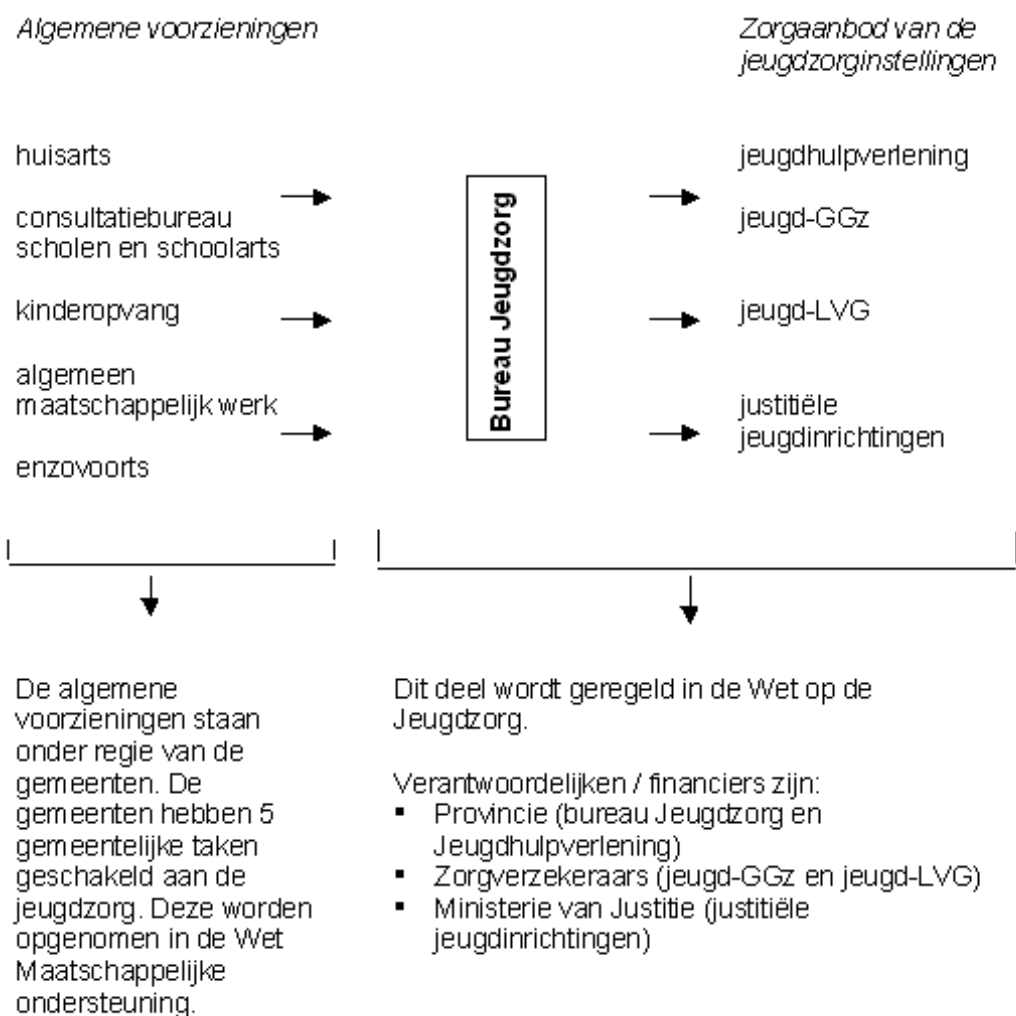 Algemene voorzieningen
Zorgaanbod van de
jeugdzorginstellingen
huisarts
consultatiebureau
scholen en schoolarts
kinderopvang
algemeen
maatschappelijk werk
enzovoorts
Bureau Jeugdzorg
jeugdhulpverlening
jeugd-GGz
jeugd-LVG
justitiële
jeugdinrichtingen
De algemene
voorzieningen staan
onder regie van de
gemeenten. De
gemeenten hebben 5
gemeentelijke taken
geschakeld aan de
jeugdzorg. Deze worden
opgenomen in de Wet
Maatschappelijke
ondersteuning.
Dit deel wordt geregeld in de Wet op de
Jeugdzorg.
Verantwoordelijken / financiers zijn:
▪ Provincie (bureau Jeugdzorg en
Jeugdhulpverlening)
▪ Zorgverzekeraars (jeugd-GGz en jeugd-LVG)
▪ Ministerie van Justitie (justitiële
jeugdinrichtingen)